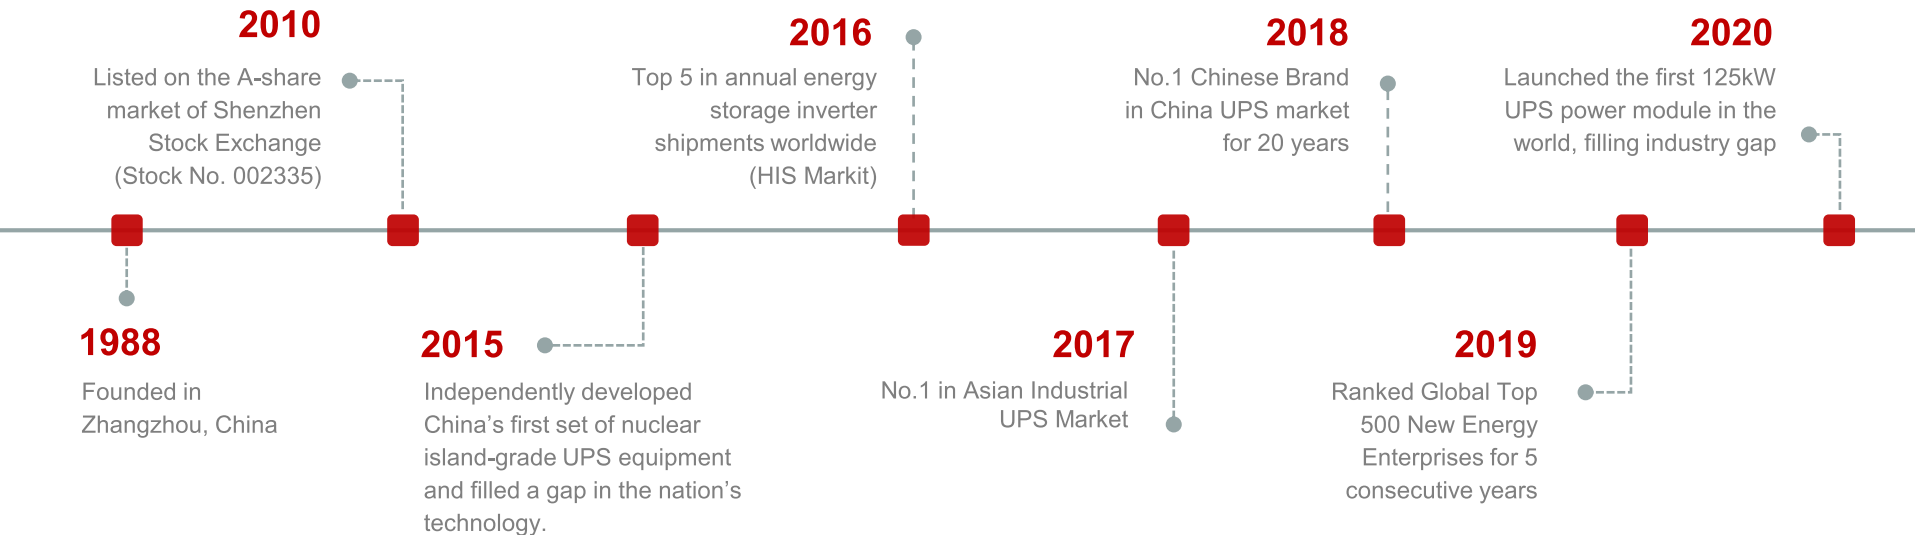 2010
Listed on the A-share
market of Shenzhen
Stock Exchange
(Stock No. 002335)
2016
Top 5 in annual energy
storage inverter
shipments worldwide
(HIS Markit)
2018
No.1 Chinese Brand
in China UPS market
for 20 years
2020
Launched the first 125kW
UPS power module in the
world, filling industry gap
1988
Founded in
Zhangzhou, China
2015
Independently developed
China’s first set of nuclear
island-grade UPS equipment
and filled a gap in the nation’s
technology.
2017
No.1 in Asian Industrial
UPS Market
2019
Ranked Global Top
500 New Energy
Enterprises for 5
consecutive years